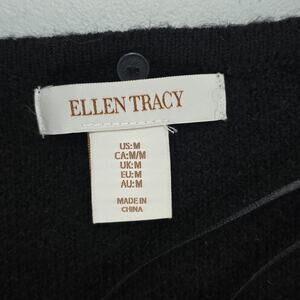 ELLEN TRACY
US:M
CA:M/M
UK:M
EU:M
AU:M
MADE IN
CHINA